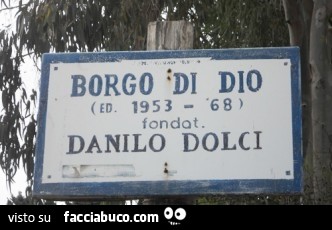 BORGO DI DIO
(ED. 1953 - '68)
fondat.
DANILO DOLCI
visto su facciabuco.com